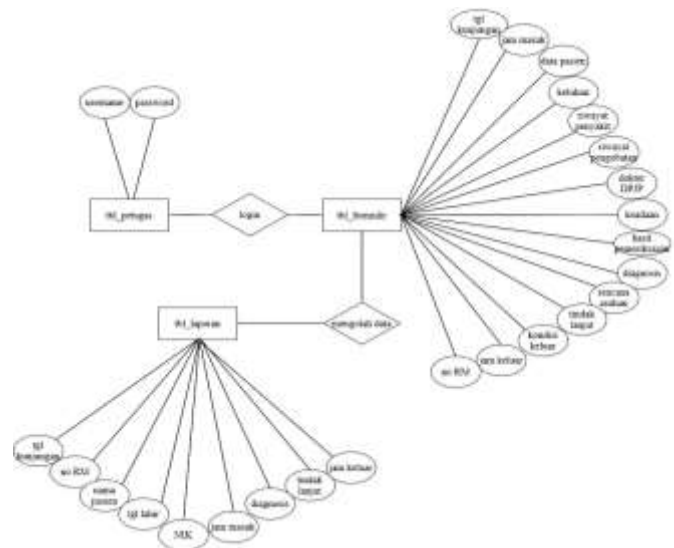 tgl
kunjungan
jam masuk
data pasien
keluhan
riwayat
penyakit
riwayat
pengobatan
dokter
DPJP
keadaan
hasil
pemeriksaan
diagnosis
rencana
asuhan
tindak
lanjut
kondisi
keluar
jam keluar
no RM
username
password
tbl_petugas
login
tbl_formulir
tbl_laporan
mengolah data
tgl
kunjungan
no RM
nama
pasien
tgl lahir
NIK
jam masuk
diagnosis
tindak
lanjut
jam keluar